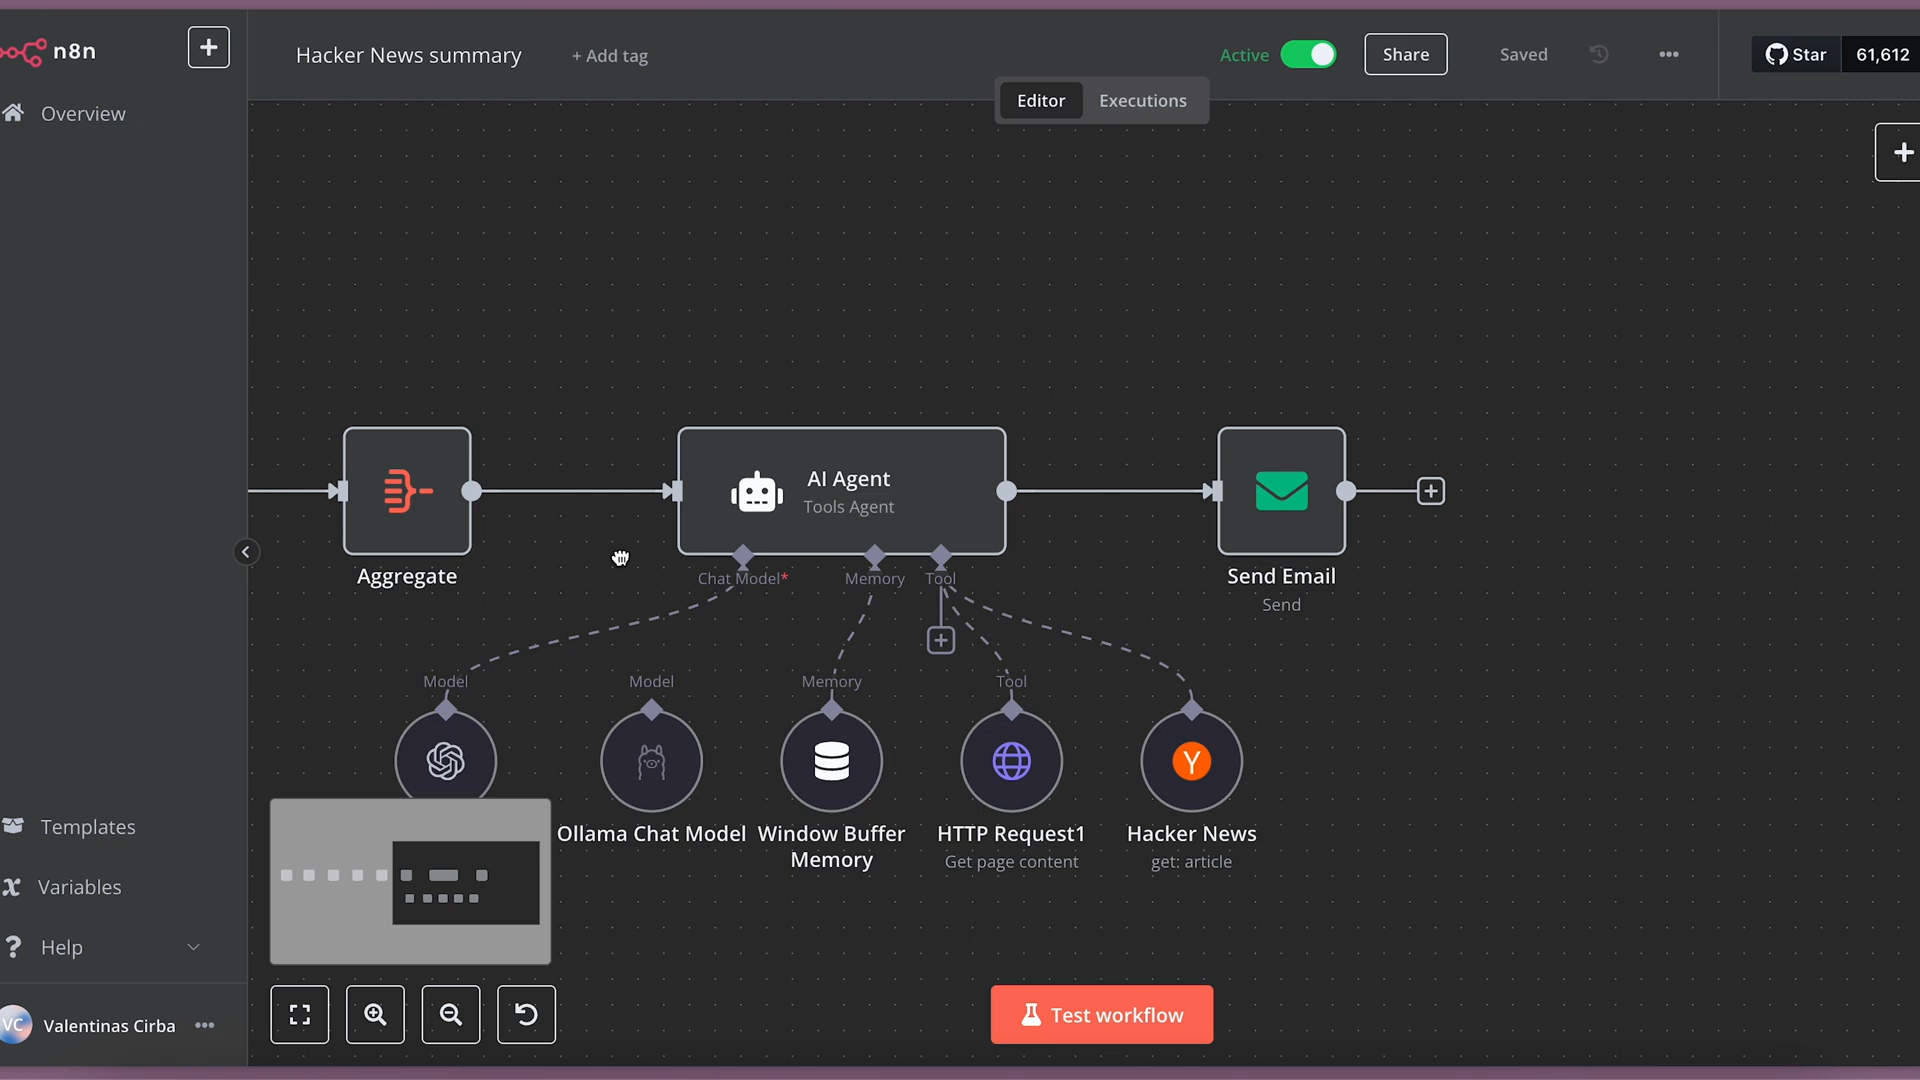 n8n
Hacker News summary
+ Add tag
Active
Share
Saved
Star
61,612
Editor
Executions
Overview
AI Agent
Tools Agent
Aggregate
Chat Model*
Memory
Tool
Send Email
Send
Model
Model
Memory
Tool
Y
Ollama Chat Model
Window Buffer
Memory
HTTP Request1
Get page content
Hacker News
get: article
Templates
Variables
Help
VC
Valentinas Cirba
Test workflow